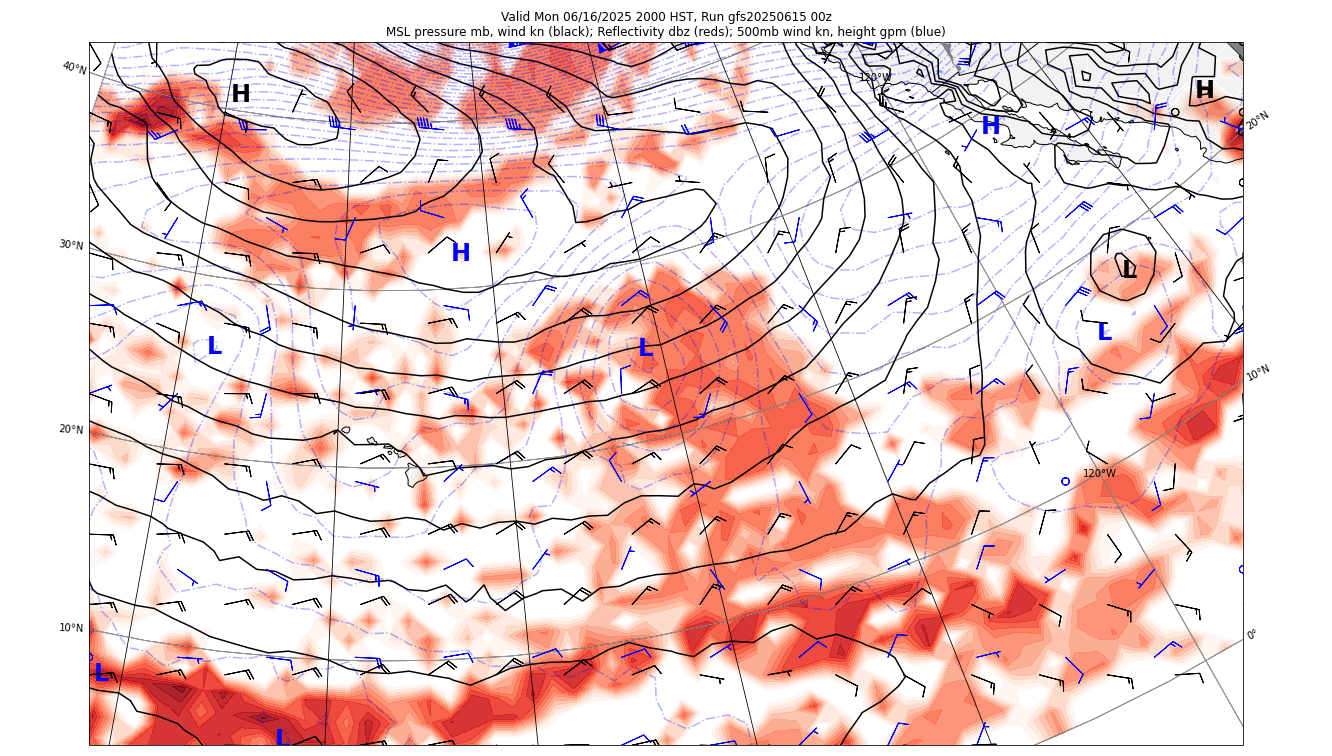 Valid Mon 06/16/2025 2000 HST, Run gfs20250615 00z
MSL pressure mb, wind kn (black); Reflectivity dbz (reds); 500mb wind kn, height gpm (blue)
40°N
120°W
H
H
H
20°N
30°N
H
L
L
L
L
10°N
20°N
120°W
10°N
0°
L
L